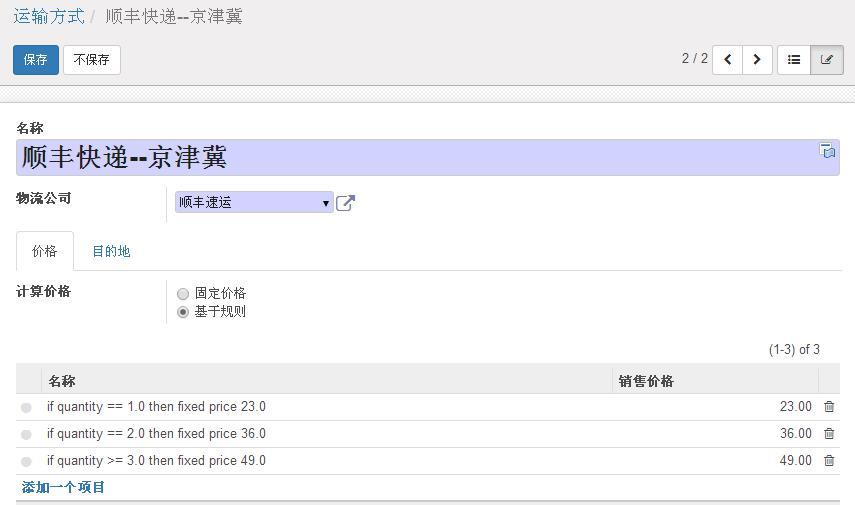 运输方式 / 顺丰快递--京津冀
保存 不保存 2 / 2
名称
顺丰快递--京津冀
物流公司 顺丰速运
价格 目的地
计算价格 固定价格
基于规则
(1-3) of 3
名称 销售价格
if quantity == 1.0 then fixed price 23.0 23.00
if quantity == 2.0 then fixed price 36.0 36.00
if quantity >= 3.0 then fixed price 49.0 49.00
添加一个项目